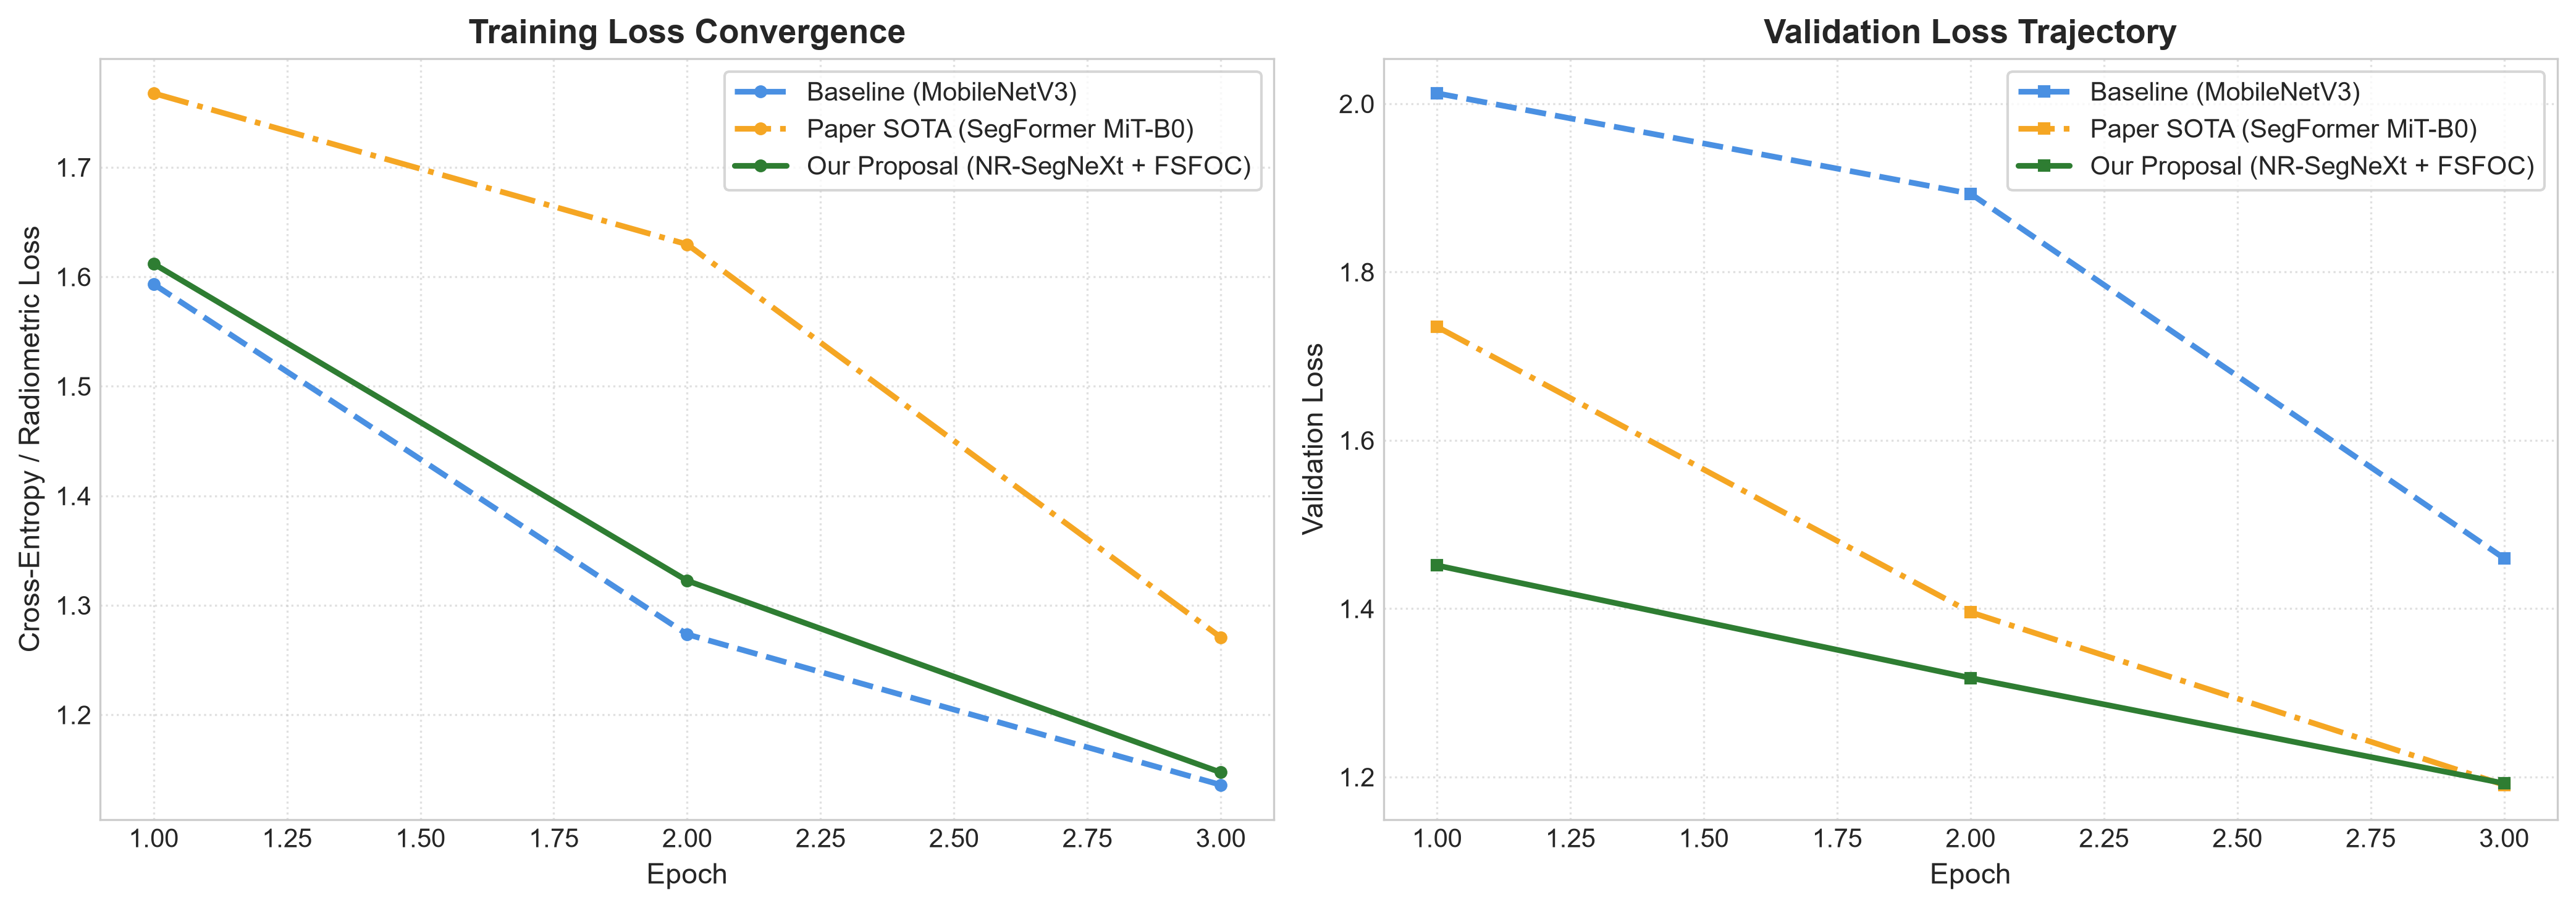 Training Loss Convergence
Cross-Entropy / Radiometric Loss
1.7
1.6
1.5
1.4
1.3
1.2
Baseline (MobileNetV3)
Paper SOTA (SegFormer MiT-B0)
Our Proposal (NR-SegNeXt + FSFOC)
1.00 1.25 1.50 1.75 2.00 2.25 2.50 2.75 3.00
Epoch
Validation Loss Trajectory
Validation Loss
2.0
1.8
1.6
1.4
1.2
Baseline (MobileNetV3)
Paper SOTA (SegFormer MiT-B0)
Our Proposal (NR-SegNeXt + FSFOC)
1.00 1.25 1.50 1.75 2.00 2.25 2.50 2.75 3.00
Epoch